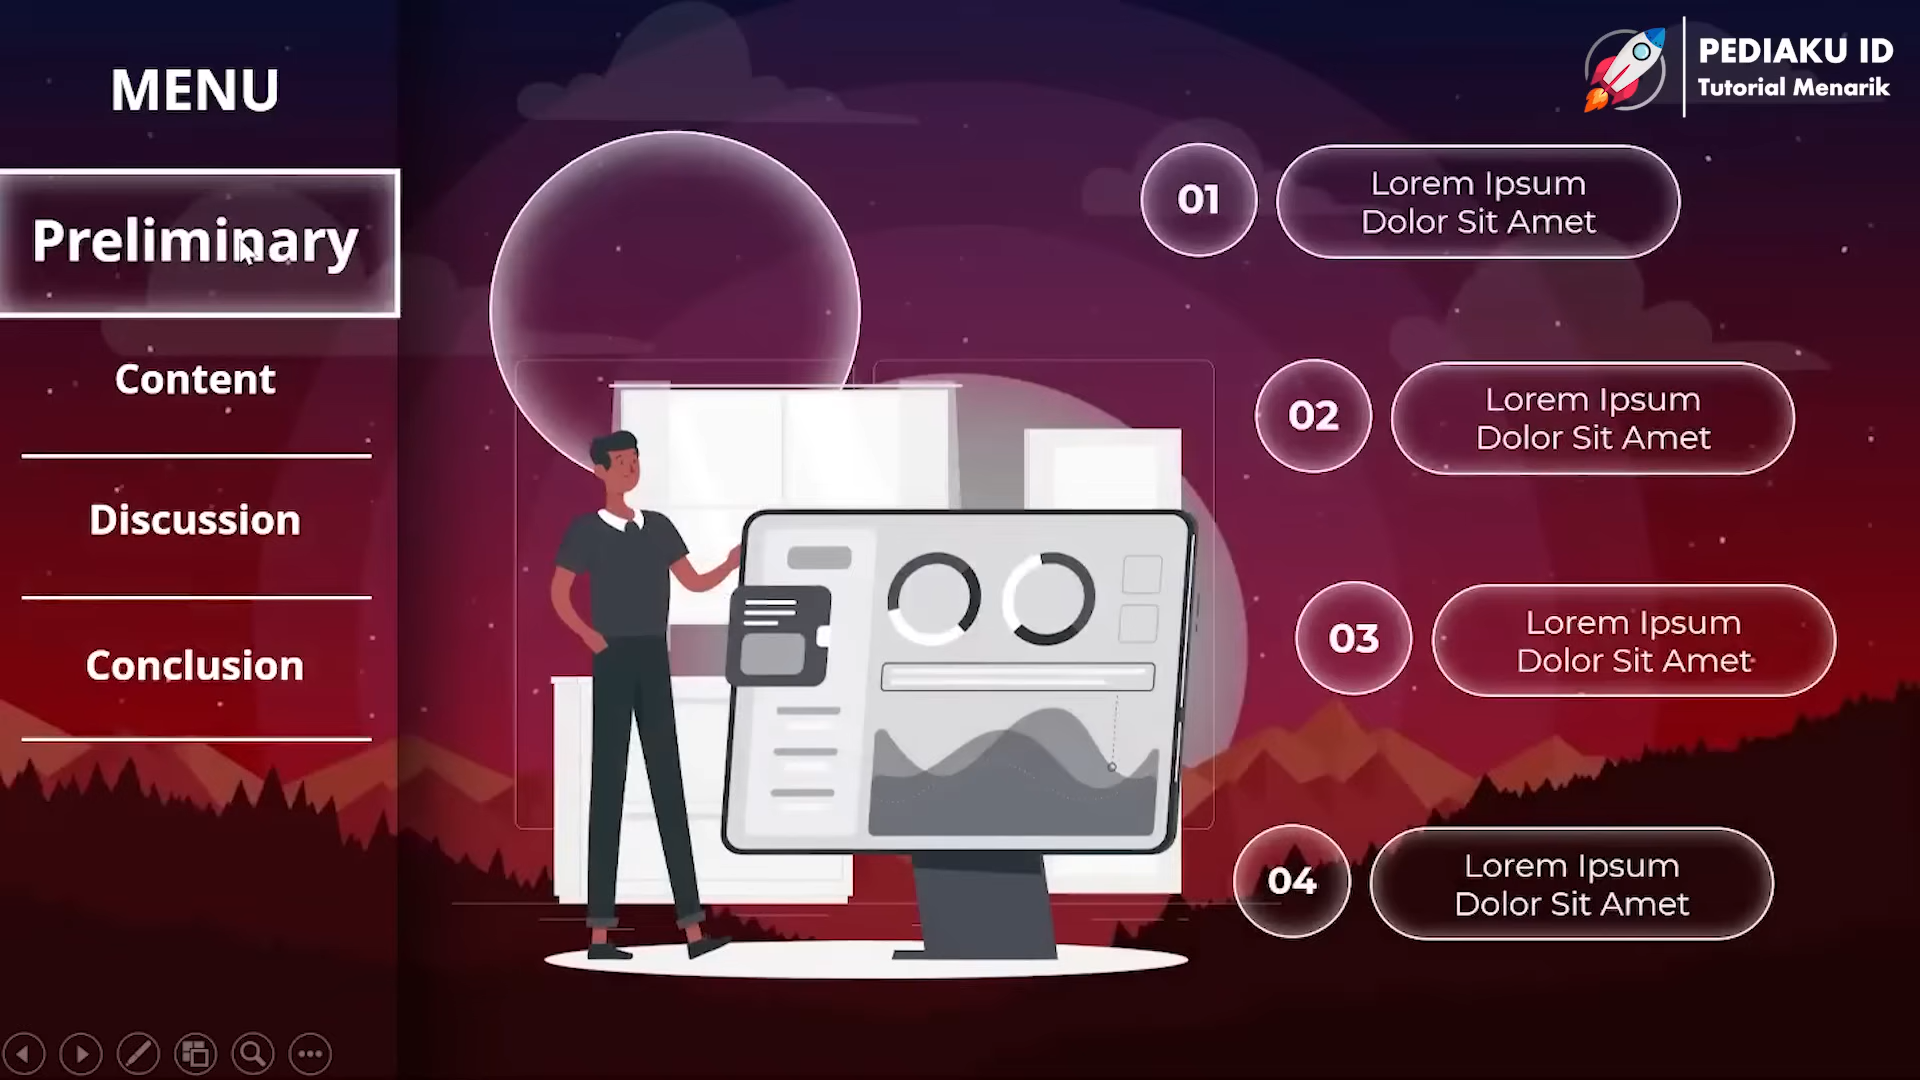 MENU
Preliminary
Content
Discussion
Conclusion
PEDIAKU ID
Tutorial Menarik
01
Lorem Ipsum
Dolor Sit Amet
02
Lorem Ipsum
Dolor Sit Amet
03
Lorem Ipsum
Dolor Sit Amet
04
Lorem Ipsum
Dolor Sit Amet